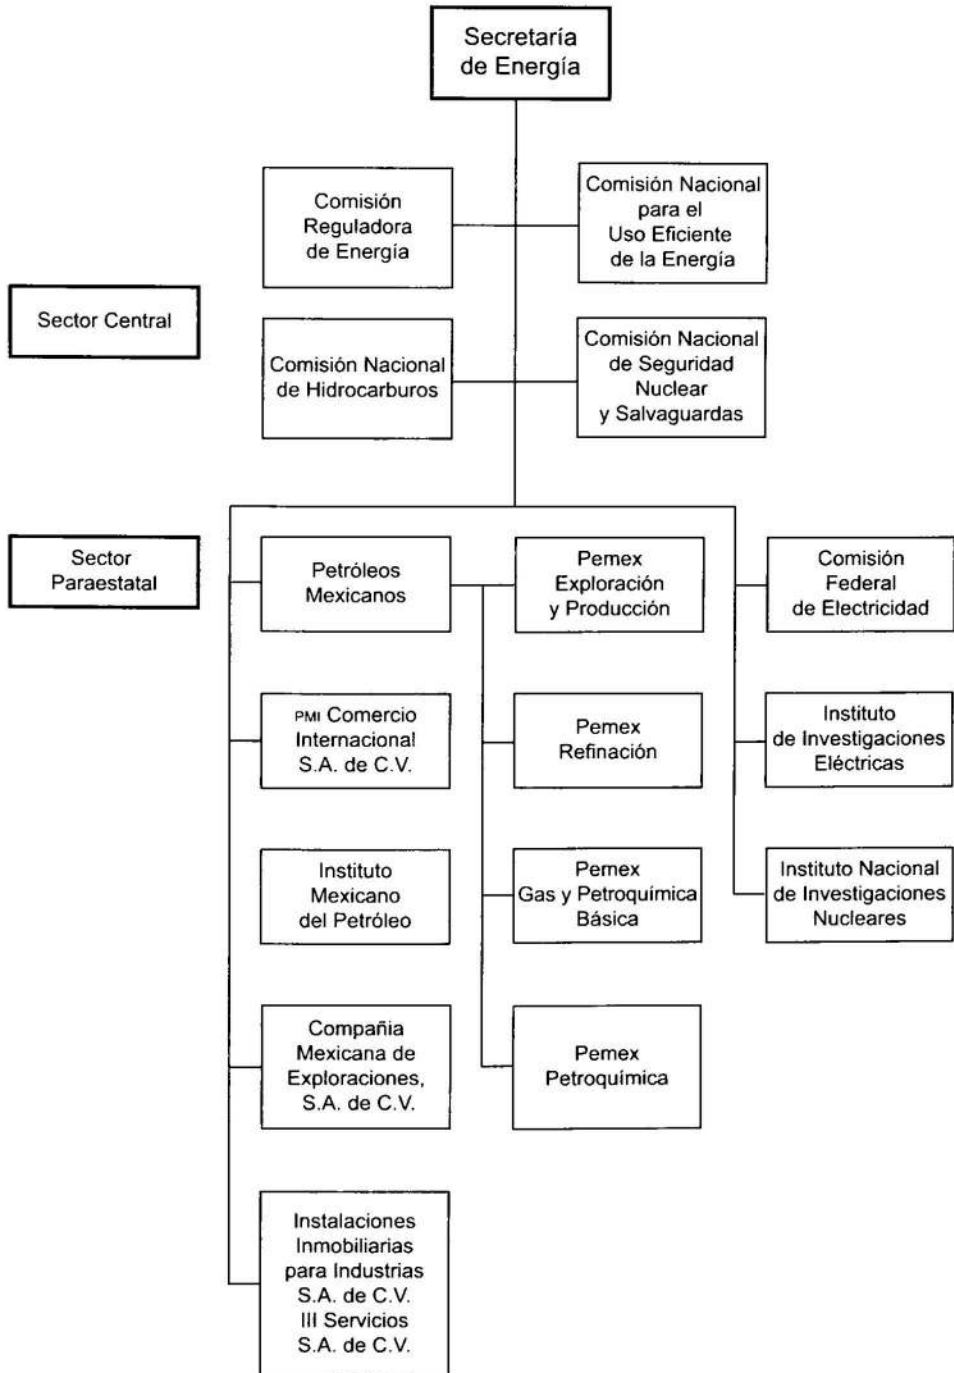 Secretaría
de Energía
Comisión
Reguladora
de Energía
Comisión Nacional
para el
Uso Eficiente
de la Energía
Sector Central
Comisión Nacional
de Hidrocarburos
Comisión Nacional
de Seguridad
Nuclear
y Salvaguardas
Sector
Paraestatal
Petróleos
Mexicanos
Pemex
Exploración
y Producción
Comisión
Federal
de Electricidad
PMI Comercio
Internacional
S.A. de C.V.
Pemex
Refinación
Instituto
de Investigaciones
Eléctricas
Instituto
Mexicano
del Petróleo
Pemex
Gas y Petroquímica
Básica
Instituto Nacional
de Investigaciones
Nucleares
Compañia
Mexicana de
Exploraciones,
S.A. de C.V.
Pemex
Petroquímica
Instalaciones
Inmobiliarias
para Industrias
S.A. de C.V.
III Servicios
S.A. de C.V.